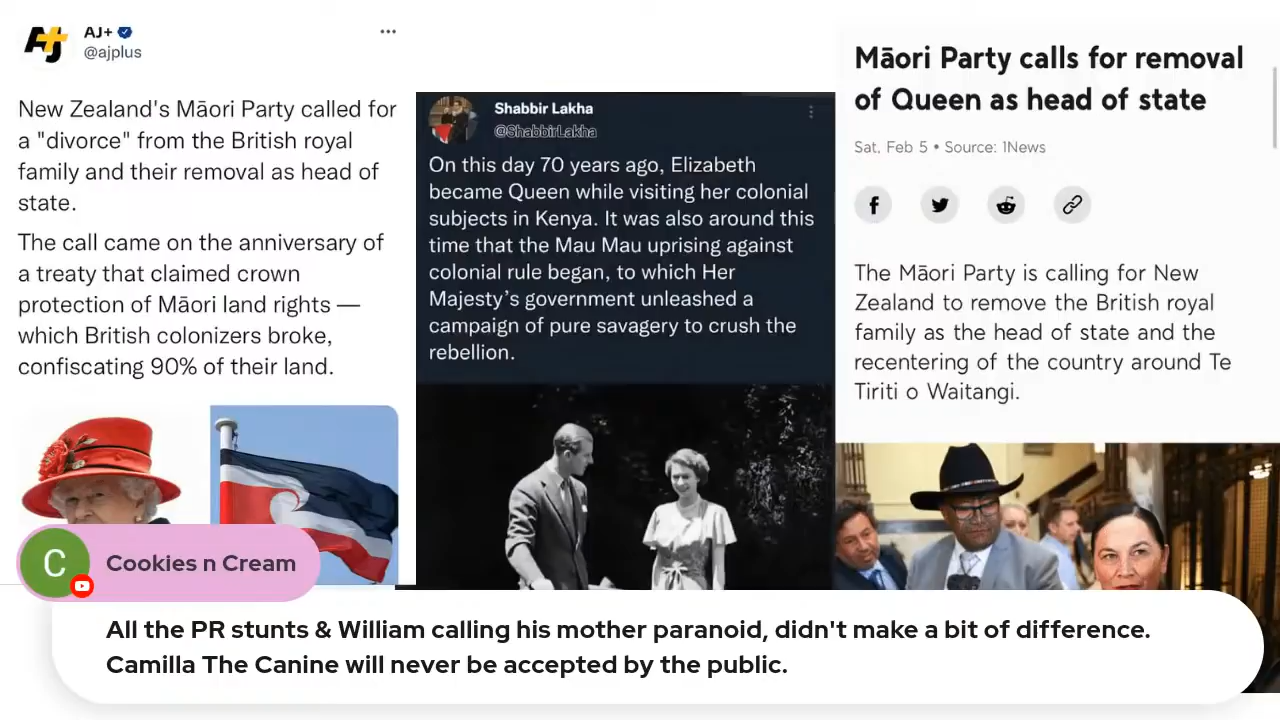 AJ+
@ajplus
New Zealand's Māori Party called for
a "divorce" from the British royal
family and their removal as head of
state.
The call came on the anniversary of
a treaty that claimed crown
protection of Māori land rights —
which British colonizers broke,
confiscating 90% of their land.
Shabbir Lakha
@ShabbirLakha
On this day 70 years ago, Elizabeth
became Queen while visiting her colonial
subjects in Kenya. It was also around this
time that the Mau Mau uprising against
colonial rule began, to which Her
Majesty's government unleashed a
campaign of pure savagery to crush the
rebellion.
Māori Party calls for removal
of Queen as head of state
Sat, Feb 5 • Source: 1News
The Māori Party is calling for New
Zealand to remove the British royal
family as the head of state and the
recentering of the country around Te
Tiriti o Waitangi.
C
Cookies n Cream
All the PR stunts & William calling his mother paranoid, didn't make a bit of difference.
Camilla The Canine will never be accepted by the public.